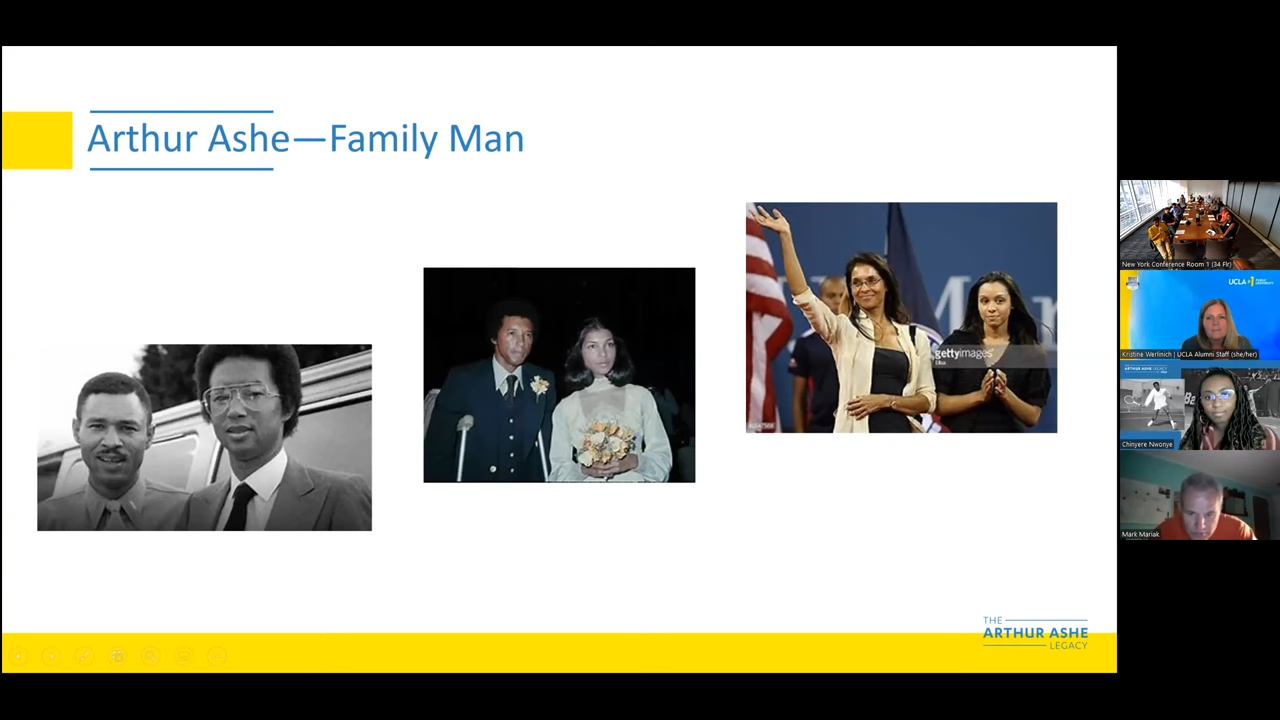 Arthur Ashe—Family Man
gettyimages
THE
ARTHUR ASHE
LEGACY
New York Conference Room 1 (34 Flr)
UCLA
Kristine Werlinich | UCLA Alumni Staff (she/her)
Chinyere Nwonye
Mark Mariak